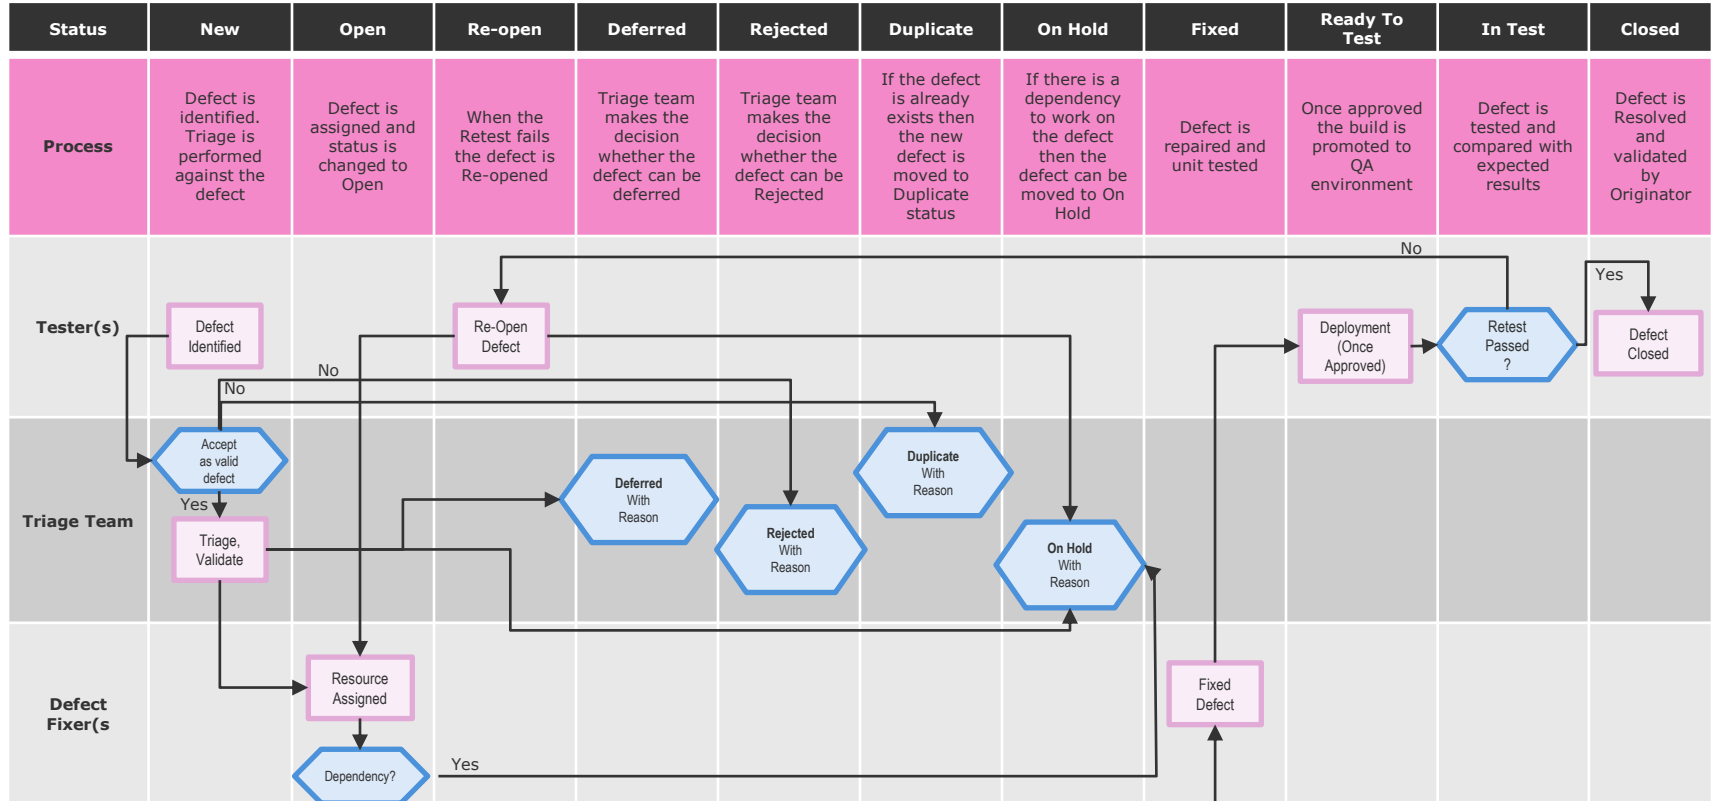 Status
New
Open
Re-open
Deferred
Rejected
Duplicate
On Hold
Fixed
Ready To
Test
In Test
Closed
Process
Defect is
identified.
Triage is
performed
against the
defect
Defect is
assigned and
status is
changed to
Open
When the
Retest fails
the defect is
Re-opened
Triage team
makes the
decision
whether the
defect can be
deferred
Triage team
makes the
decision
whether the
defect can be
Rejected
If the defect
is already
exists then
the new
defect is
moved to
Duplicate
status
If there is a
dependency
to work on
the defect
then the
defect can be
moved to On
Hold
Defect is
repaired and
unit tested
Once approved
the build is
promoted to
QA
environment
Defect is
tested and
compared with
expected
results
Defect is
Resolved
and
validated
by
Originator
Tester(s)
Defect
Identified
Re-Open
Defect
Deployment
(Once
Approved)
Retest
Passed
?
Defect
Closed
No
Yes
No
No
Triage Team
Accept
as valid
defect
Yes
Triage,
Validate
Deferred
With
Reason
Rejected
With
Reason
Duplicate
With
Reason
On Hold
With
Reason
Defect
Fixer(s
Resource
Assigned
Fixed
Defect
Dependency?
Yes